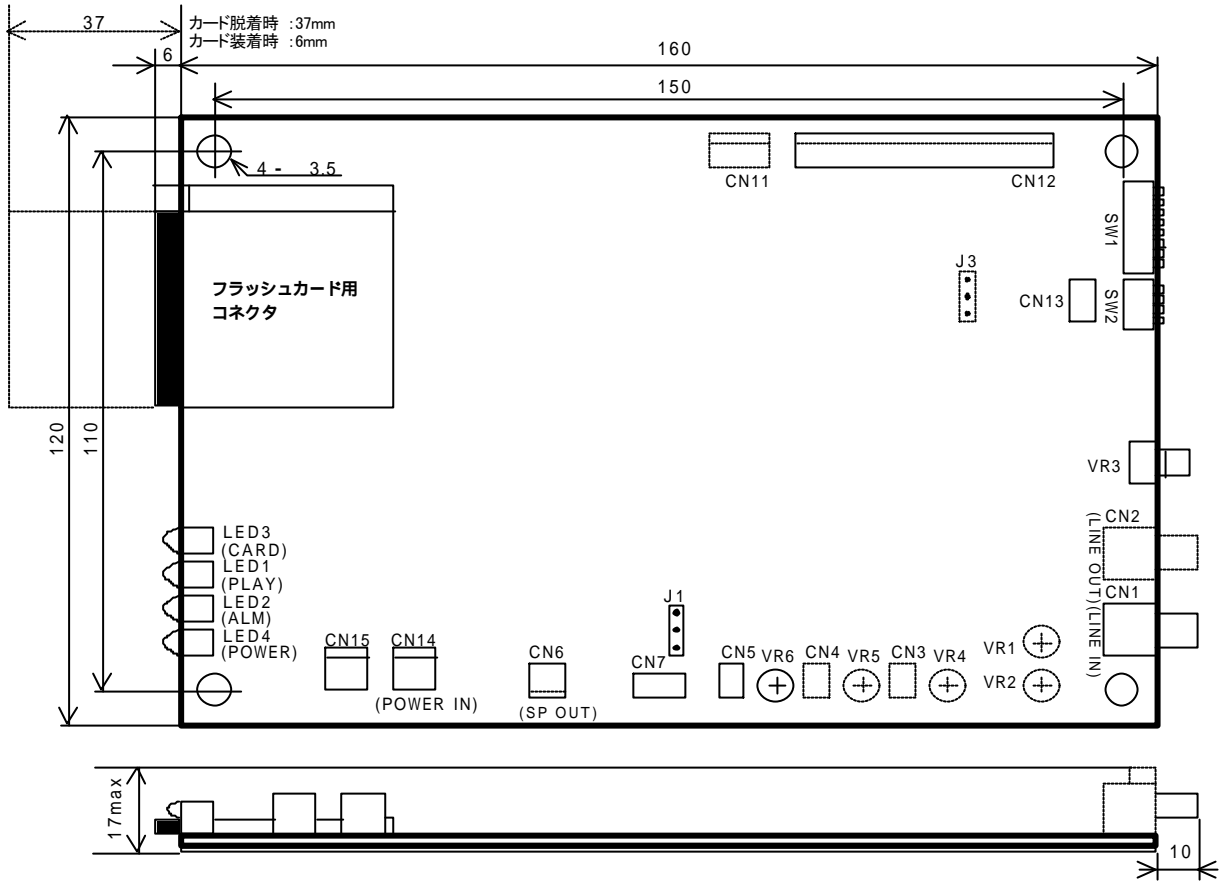 37
カード脱着時 :37mm
カード装着時 :6mm
6
160
150
4 - 3.5
CN11
CN12
SW1
J3
CN13
SW2
フラッシュカード用
コネクタ
120
110
VR3
CN2
(LINE OUT)
CN1
(LINE IN)
LED3
(CARD)
LED1
(PLAY)
LED2
(ALM)
LED4
(POWER)
J1
CN15
CN14
(POWER IN)
CN6
(SP OUT)
CN7
CN5
VR6
CN4
VR5
CN3
VR4
VR1
VR2
17max
10